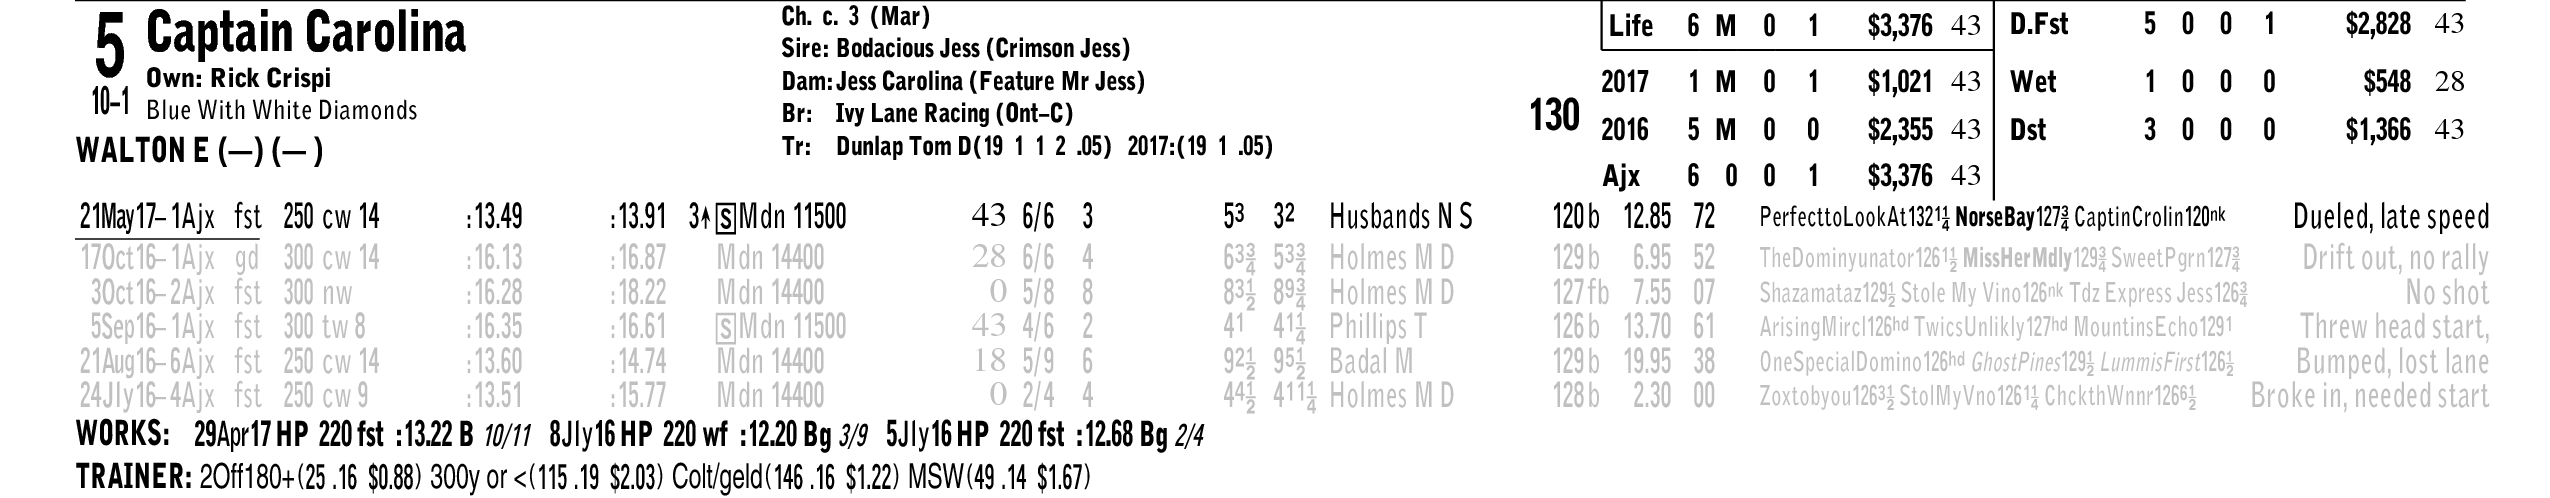 5 Captain Carolina
Own: Rick Crispi
10–1 Blue With White Diamonds
WALTON E (—) (— )
Ch. c. 3 (Mar)
Sire: Bodacious Jess (Crimson Jess)
Dam: Jess Carolina (Feature Mr Jess)
Br: Ivy Lane Racing (Ont–C)
Tr: Dunlap Tom D(19 1 1 2 .05) 2017:(19 1 .05)
130
Life 6 M 0 1 $3,376 43 D.Fst 5 0 0 1 $2,828 43
2017 1 M 0 1 $1,021 43 Wet 1 0 0 0 $548 28
2016 5 M 0 0 $2,355 43 Dst 3 0 0 0 $1,366 43
Ajx 6 0 0 1 $3,376 43
21May17–1Ajx fst 250 cw 14 :13.49 :13.91 3↑ S Mdn 11500 43 6/6 3 5³ 3² Husbands N S 120 b 12.85 72 PerfecttoLookAt132¹¼ NorseBay127¾ CaptinCrolin120ⁿᵏ Dueled, late speed
17Oct16–1Ajx gd 300 cw 14 :16.13 :16.87 Mdn 14400 28 6/6 4 6³¾ 5³¾ Holmes M D 129 b 6.95 52 TheDominyunator126¹½ MissHerMdly129¾ SweetPgrn127¾ Drift out, no rally
3Oct16–2Ajx fst 300 nw :16.28 :18.22 Mdn 14400 0 5/8 8 8³½ 8⁹¾ Holmes M D 127 fb 7.55 07 Shazamataz129½ Stole My Vino126ⁿᵏ Tdz Express Jess126¾ No shot
5Sep16–1Ajx fst 300 tw 8 :16.35 :16.61 S Mdn 11500 43 4/6 2 4¹ 4¹¼ Phillips T 126 b 13.70 61 ArisingMircl126ʰᵈ TwicsUnlikly127ʰᵈ MountinsEcho129¹ Threw head start,
21Aug16–6Ajx fst 250 cw 14 :13.60 :14.74 Mdn 14400 18 5/9 6 9²½ 9⁵½ Badal M 129 b 19.95 38 OneSpecialDomino126ʰᵈ GhostPines129½ LummisFirst126½ Bumped, lost lane
24Jly16–4Ajx fst 250 cw 9 :13.51 :15.77 Mdn 14400 0 2/4 4 4⁴½ 4¹¹¼ Holmes M D 128 b 2.30 00 Zoxtobyou126³½ StolMyVno126¹¼ ChckthWnnr126⁶½ Broke in, needed start
WORKS: 29Apr17 HP 220 fst :13.22 B 10/11 8Jly16 HP 220 wf :12.20 Bg 3/9 5Jly16 HP 220 fst :12.68 Bg 2/4
TRAINER: 2Off180+(25 .16 $0.88) 300y or <(115 .19 $2.03) Colt/geld(146 .16 $1.22) MSW(49 .14 $1.67)